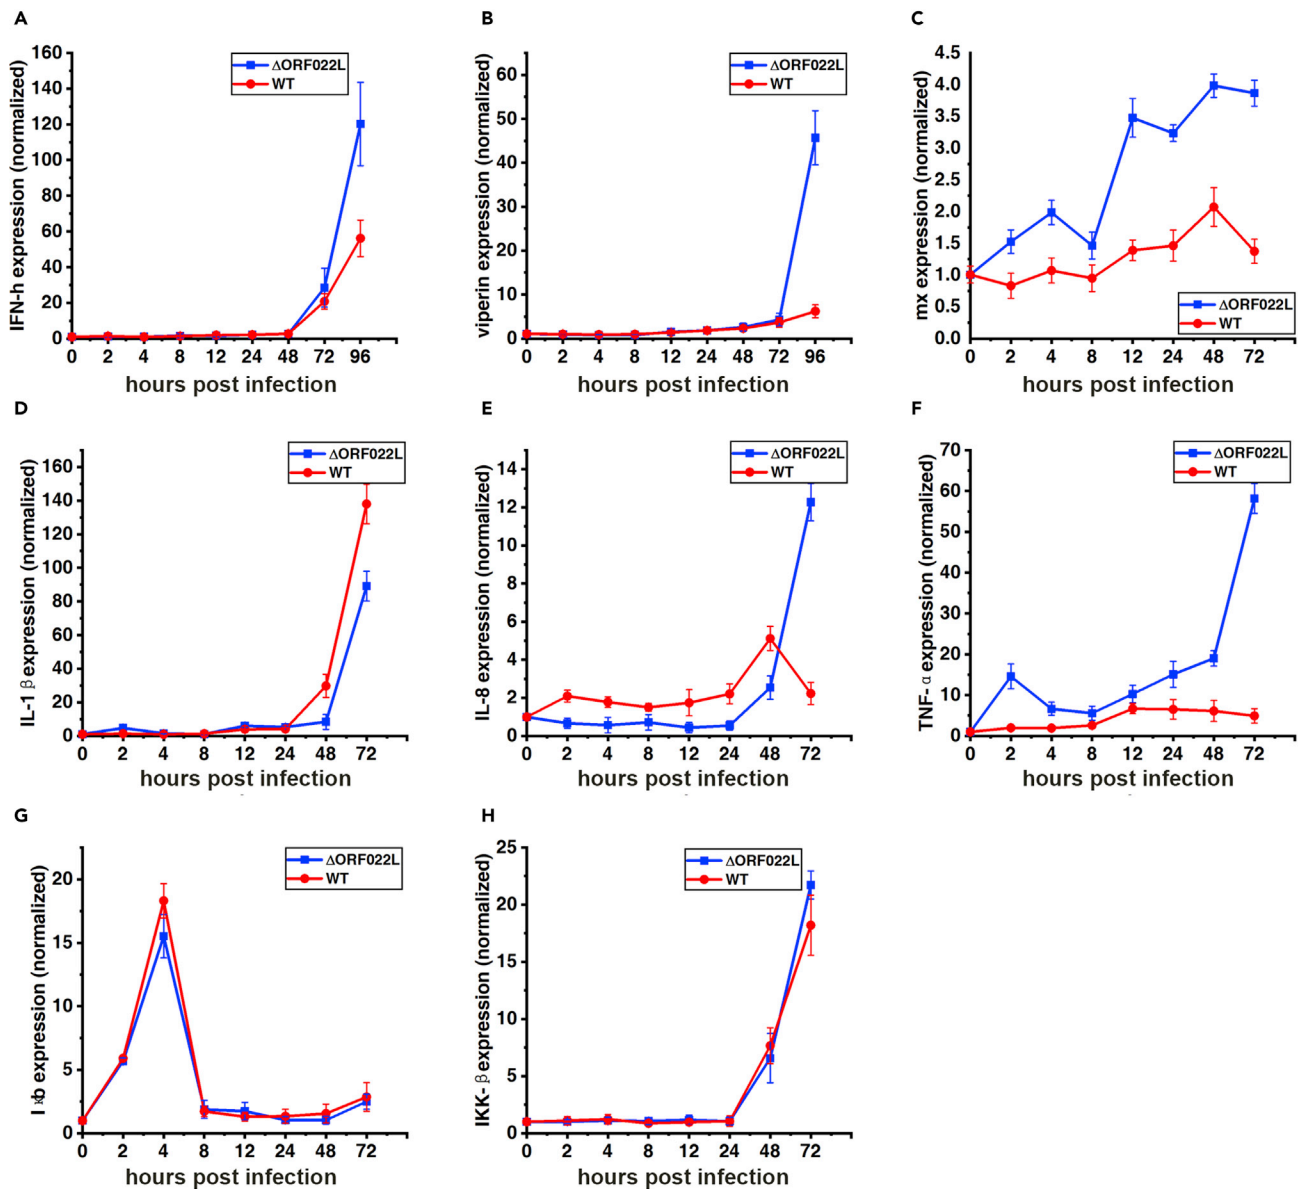 A
IFN-h expression (normalized)
160
140
120
100
80
60
40
20
0
ΔORF022L
WT
0 2 4 8 12 24 48 72 96
hours post infection
B
viperin expression (normalized)
60
50
40
30
20
10
0
ΔORF022L
WT
0 2 4 8 12 24 48 72 96
hours post infection
C
mx expression (normalized)
4.5
4.0
3.5
3.0
2.5
2.0
1.5
1.0
0.5
0.0
ΔORF022L
WT
0 2 4 8 12 24 48 72
hours post infection
D
IL-1 β expression (normalized)
160
140
120
100
80
60
40
20
0
ΔORF022L
WT
0 2 4 8 12 24 48 72
hours post infection
E
IL-8 expression (normalized)
14
12
10
8
6
4
2
0
ΔORF022L
WT
0 2 4 8 12 24 48 72
hours post infection
F
TNF-α expression (normalized)
70
60
50
40
30
20
10
0
ΔORF022L
WT
0 2 4 8 12 24 48 72
hours post infection
G
Iκb expression (normalized)
20
15
10
5
0
ΔORF022L
WT
0 2 4 8 12 24 48 72
hours post infection
H
IKK-β expression (normalized)
25
20
15
10
5
0
ΔORF022L
WT
0 2 4 8 12 24 48 72
hours post infection